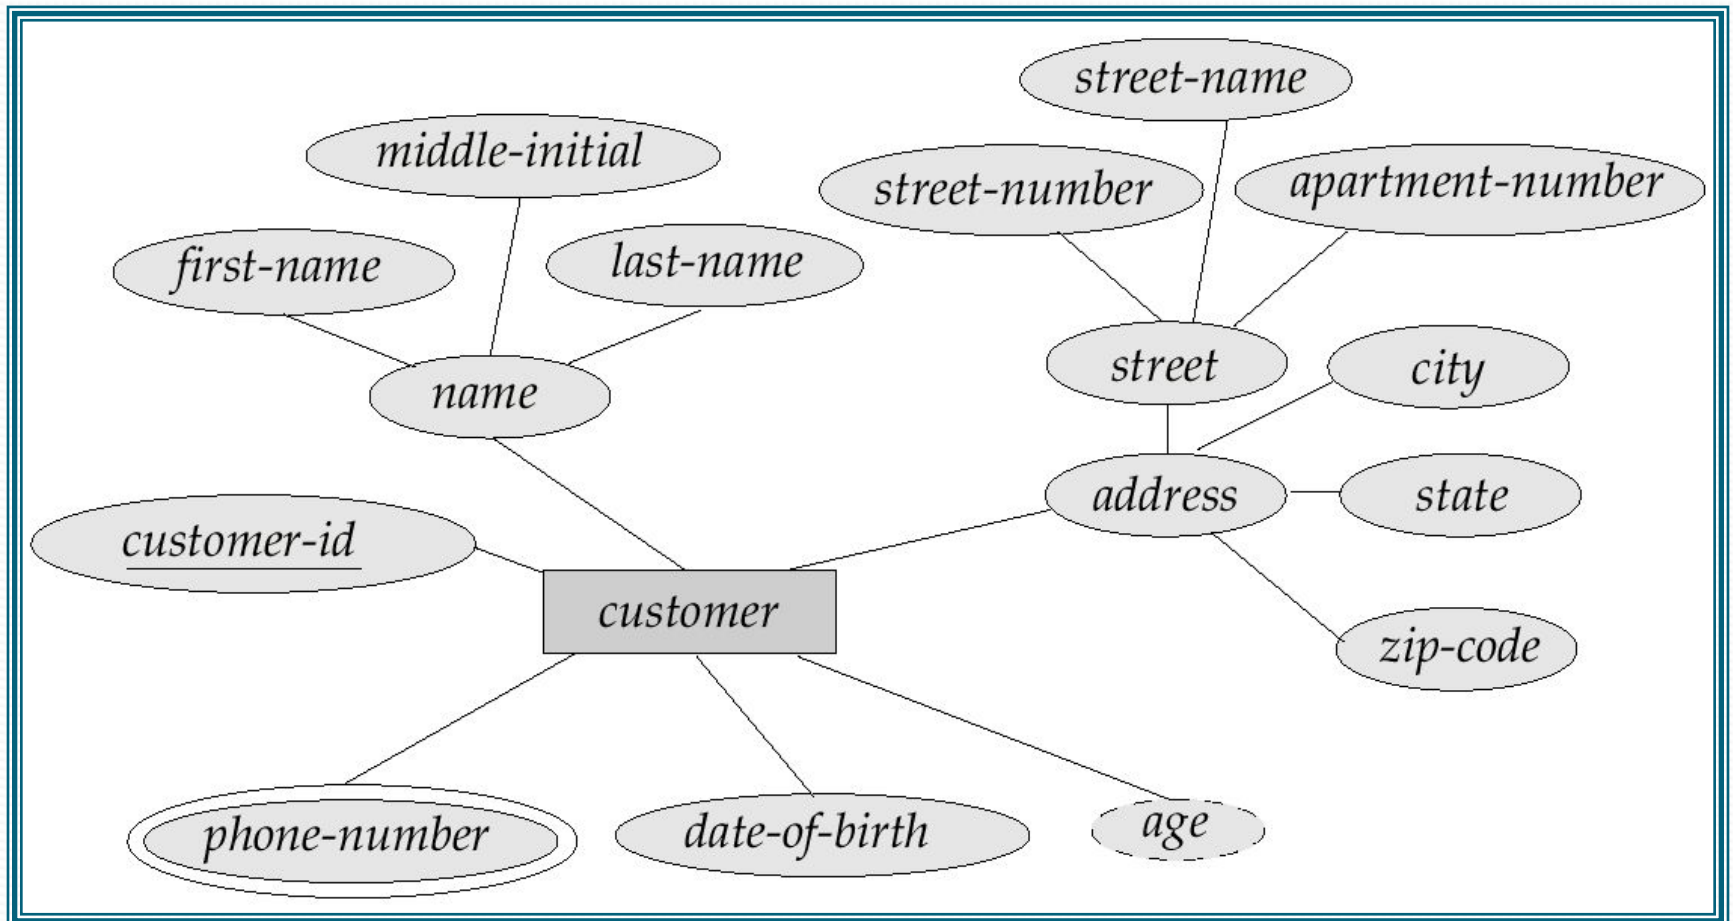 street-name
middle-initial
street-number
apartment-number
first-name
last-name
street
city
name
address
state
customer-id
customer
zip-code
phone-number
date-of-birth
age